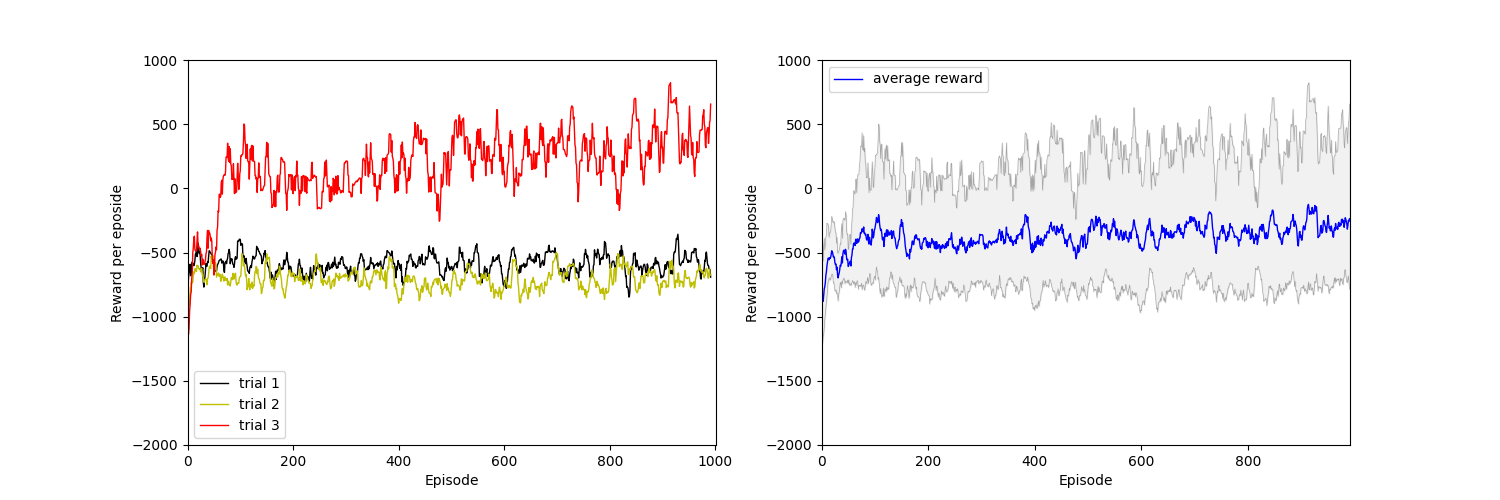 1000
500
0
−500
−1000
−1500
−2000
Reward per eposide
trial 1
trial 2
trial 3
0 200 400 600 800 1000
Episode
1000
500
0
−500
−1000
−1500
−2000
Reward per eposide
average reward
0 200 400 600 800
Episode